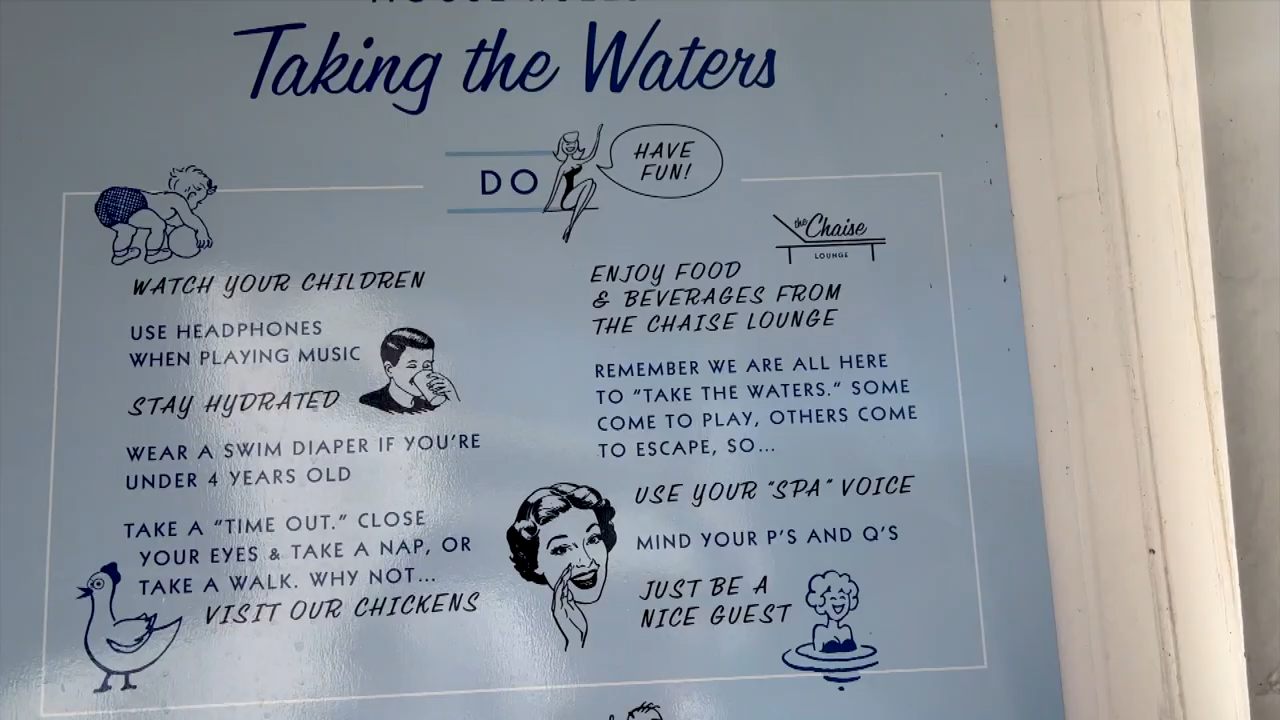 Taking the Waters
DO
HAVE
FUN!
WATCH YOUR CHILDREN
USE HEADPHONES
WHEN PLAYING MUSIC
STAY HYDRATED
WEAR A SWIM DIAPER IF YOU'RE
UNDER 4 YEARS OLD
TAKE A "TIME OUT." CLOSE
YOUR EYES & TAKE A NAP, OR
TAKE A WALK. WHY NOT...
VISIT OUR CHICKENS
the Chaise
LOUNGE
ENJOY FOOD
& BEVERAGES FROM
THE CHAISE LOUNGE
REMEMBER WE ARE ALL HERE
TO "TAKE THE WATERS." SOME
COME TO PLAY, OTHERS COME
TO ESCAPE, SO...
USE YOUR "SPA" VOICE
MIND YOUR P'S AND Q'S
JUST BE A
NICE GUEST